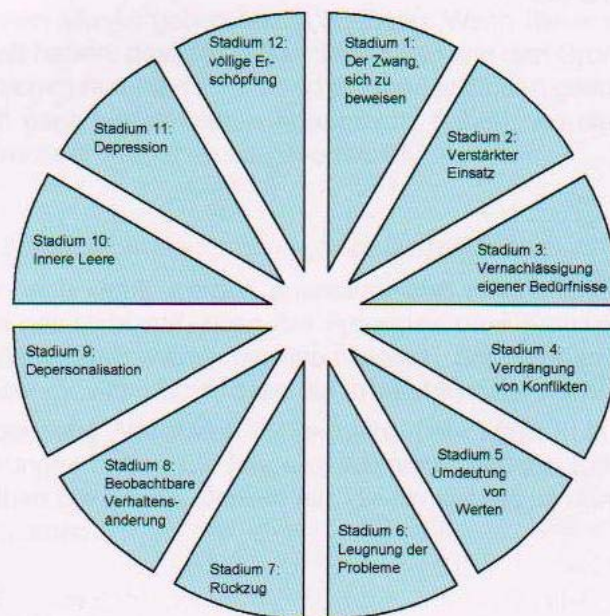 Stadium 1:
Der Zwang,
sich zu
beweisen
Stadium 2:
Verstärkter
Einsatz
Stadium 3:
Vernachlässigung
eigener Bedürfnisse
Stadium 4:
Verdrängung
von Konflikten
Stadium 5
Umdeutung
von
Werten
Stadium 6:
Leugnung der
Probleme
Stadium 7:
Rückzug
Stadium 8:
Beobachtbare
Verhaltens-
änderung
Stadium 9:
Depersonalisation
Stadium 10:
Innere Leere
Stadium 11:
Depression
Stadium 12:
völlige Er-
schöpfung